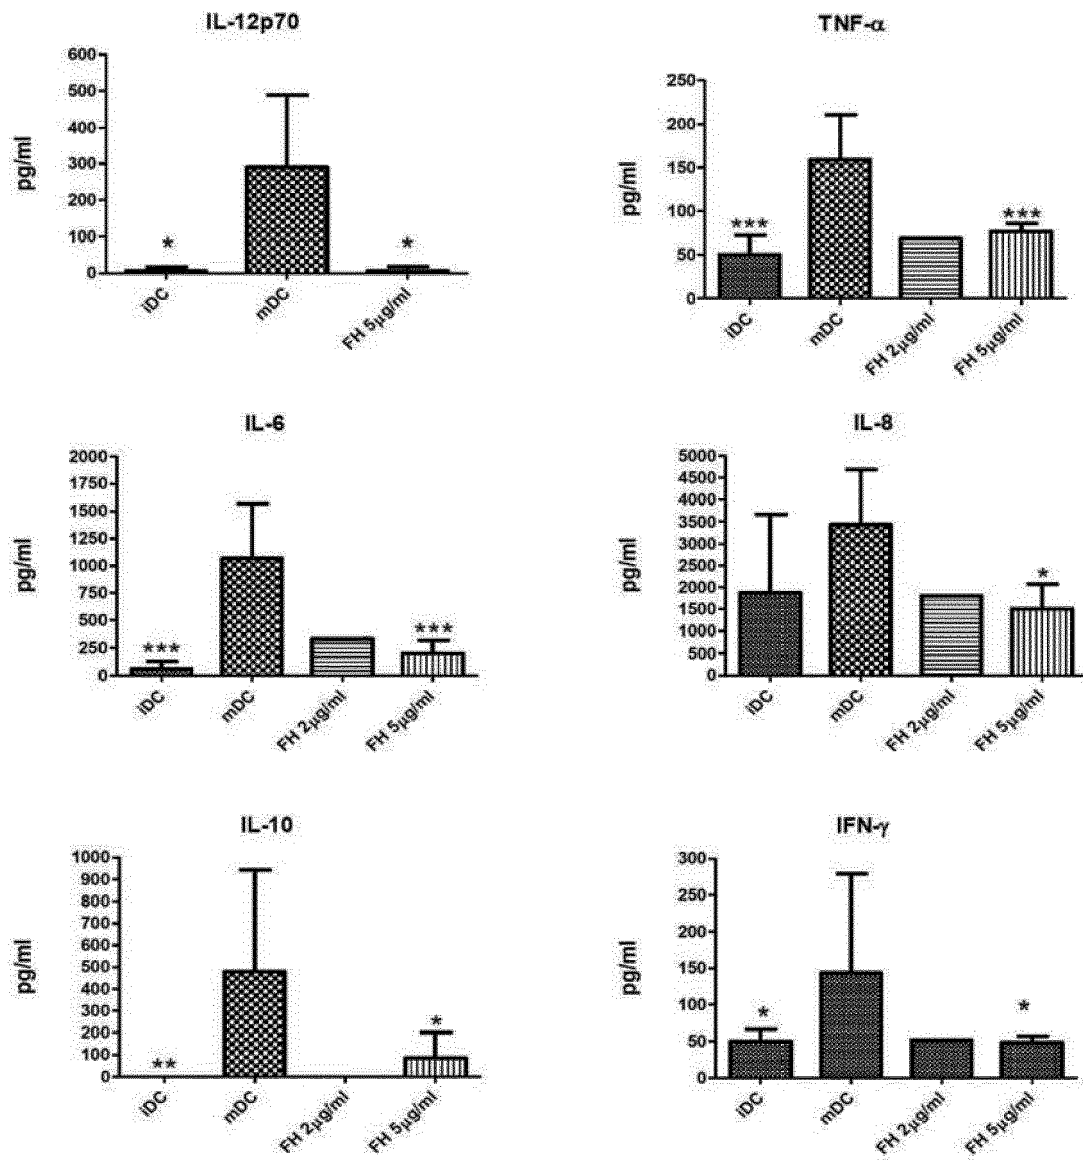 IL-12p70
pg/ml
600
500
400
300
200
100
0
*
*
iDC
mDC
FH 5μg/ml
TNF-α
pg/ml
250
200
150
100
50
0
***
***
iDC
mDC
FH 2μg/ml
FH 5μg/ml
IL-6
pg/ml
2000
1750
1500
1250
1000
750
500
250
0
***
***
iDC
mDC
FH 2μg/ml
FH 5μg/ml
IL-8
pg/ml
5000
4500
4000
3500
3000
2500
2000
1500
1000
500
0
*
iDC
mDC
FH 2μg/ml
FH 5μg/ml
IL-10
pg/ml
1000
900
800
700
600
500
400
300
200
100
0
**
*
iDC
mDC
FH 2μg/ml
FH 5μg/ml
IFN-γ
pg/ml
300
250
200
150
100
50
0
*
*
iDC
mDC
FH 2μg/ml
FH 5μg/ml